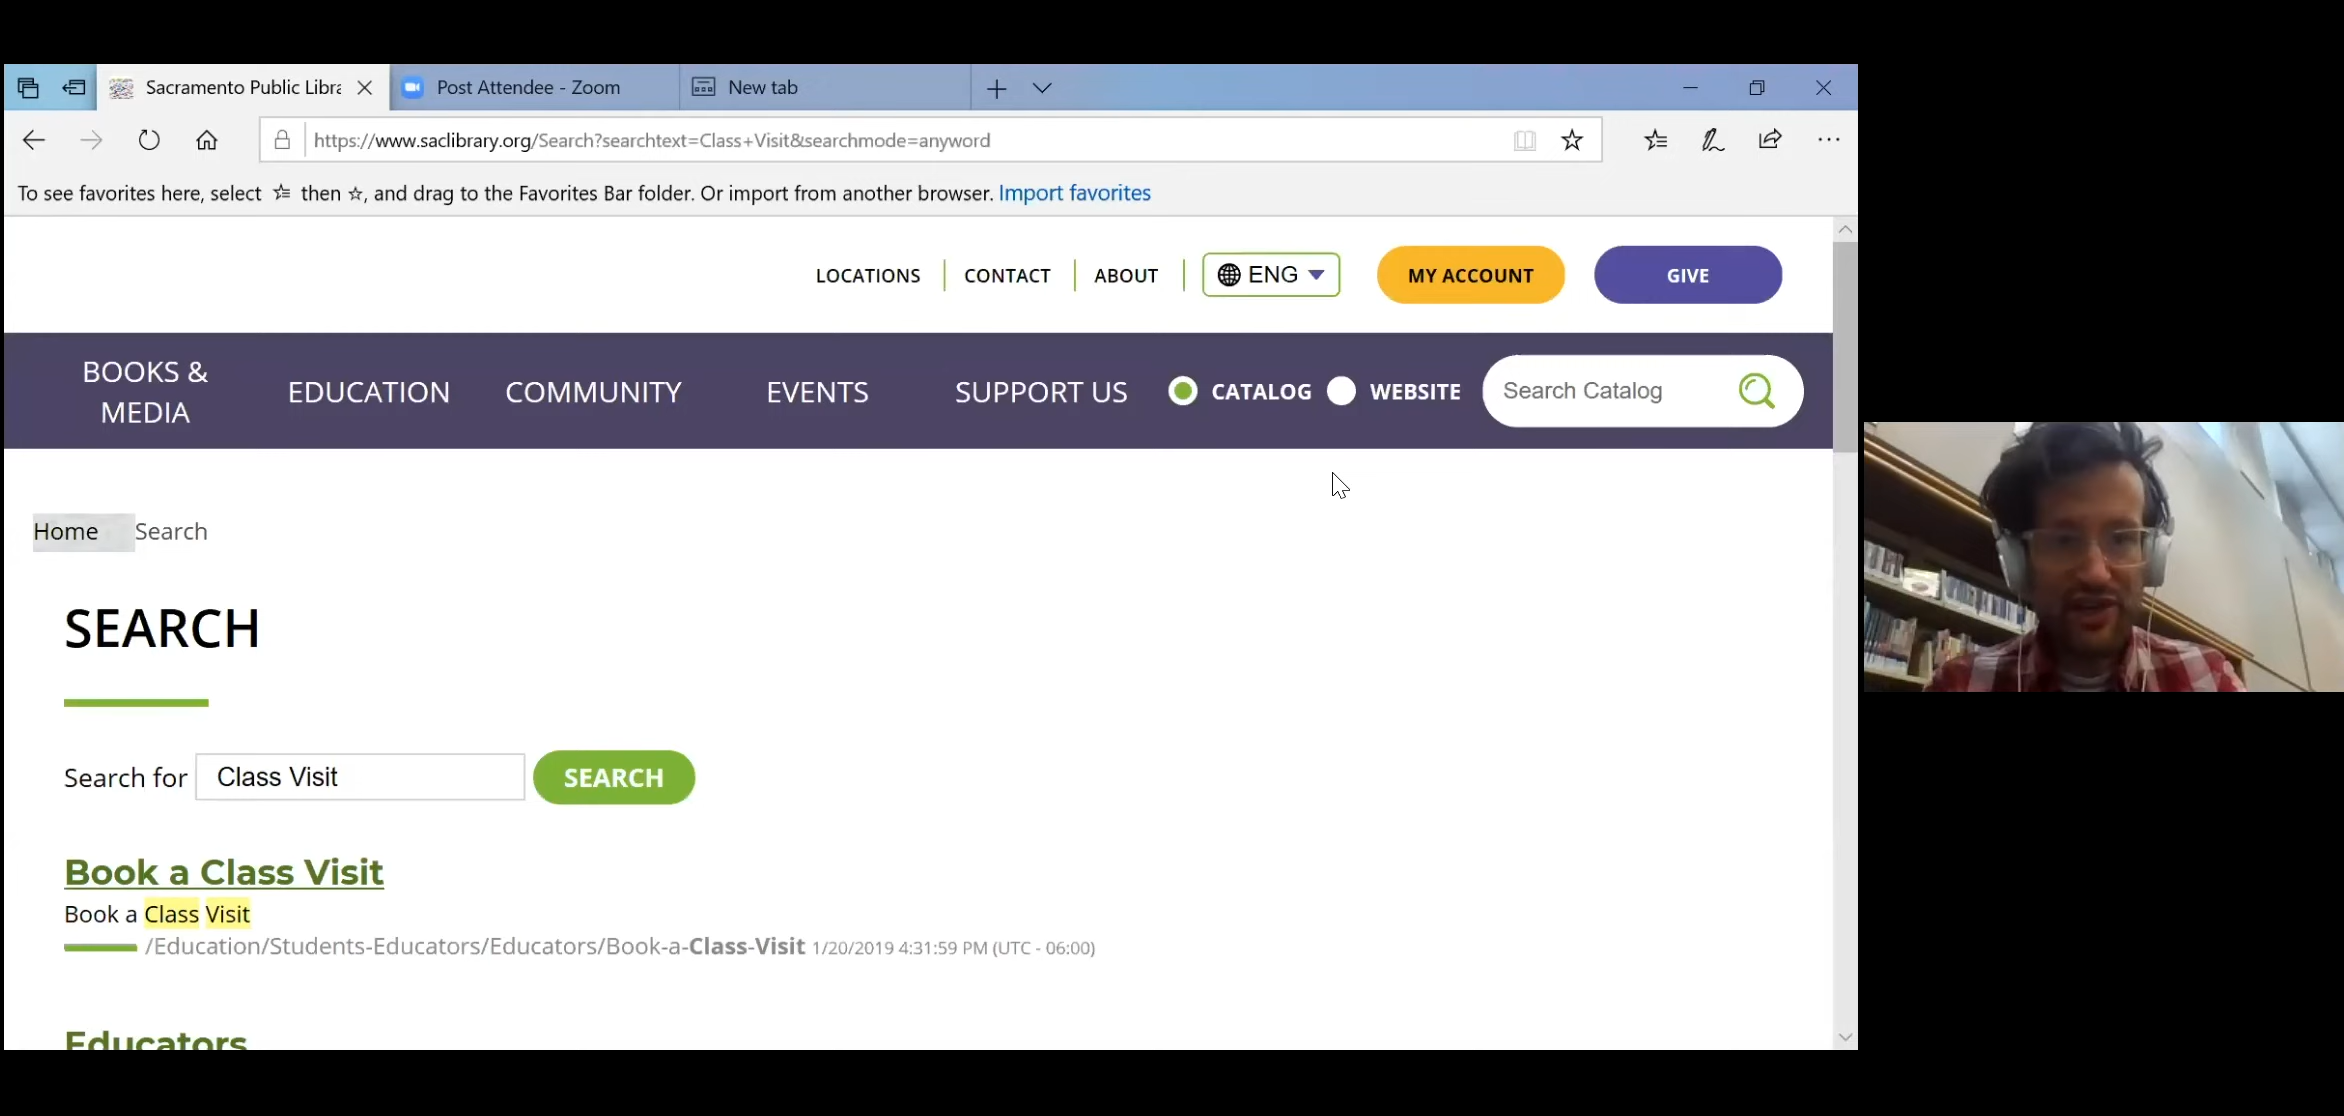 Sacramento Public Libra
Post Attendee - Zoom
New tab
https://www.saclibrary.org/Search?searchtext=Class+Visit&searchmode=anyword
To see favorites here, select then , and drag to the Favorites Bar folder. Or import from another browser. Import favorites
LOCATIONS
CONTACT
ABOUT
ENG
MY ACCOUNT
GIVE
BOOKS &
MEDIA
EDUCATION
COMMUNITY
EVENTS
SUPPORT US
CATALOG
WEBSITE
Search Catalog
Home Search
SEARCH
Search for Class Visit SEARCH
Book a Class Visit
Book a Class Visit
/Education/Students-Educators/Educators/Book-a-Class-Visit 1/20/2019 4:31:59 PM (UTC - 06:00)
Educators